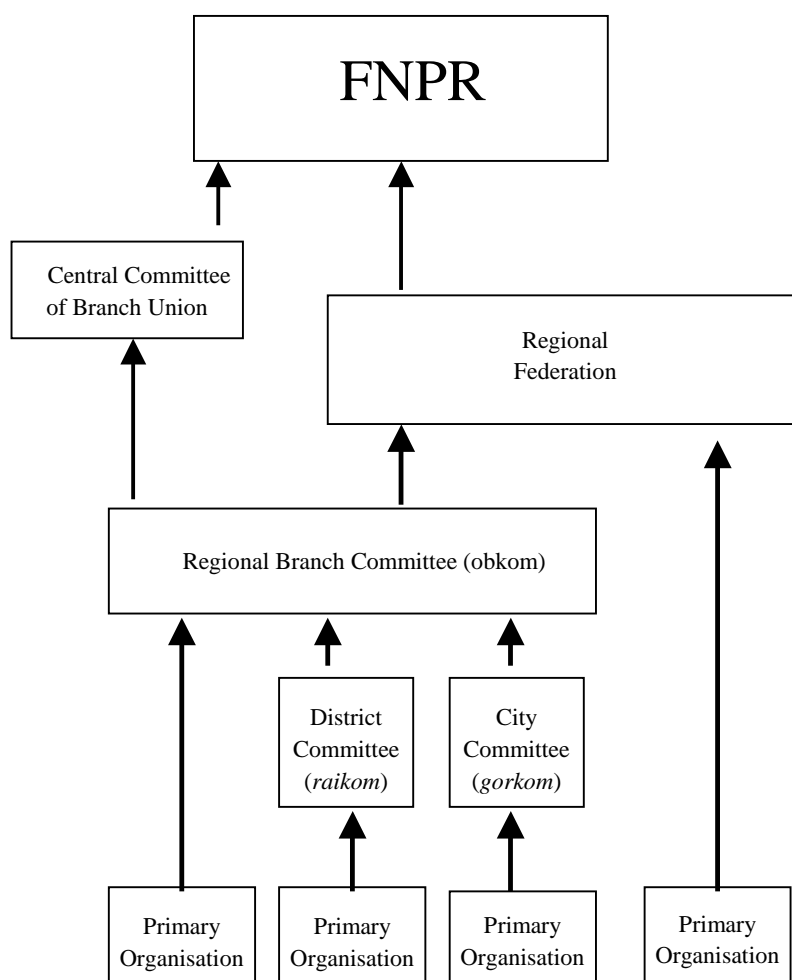 FNPR
Central Committee
of Branch Union
Regional
Federation
Regional Branch Committee (obkom)
District
Committee
(raikom)
City
Committee
(gorkom)
Primary
Organisation
Primary
Organisation
Primary
Organisation
Primary
Organisation